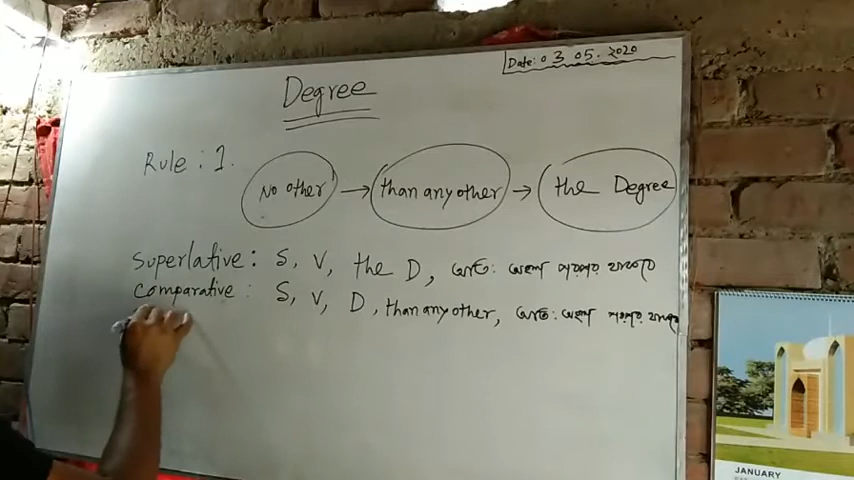 Date: 03.05.2020
Degree
Rule: 1. No other → than any other → the Degree
Superlative: S, V, the D,
Comparative: S, V, D, than any other,
JANUARY